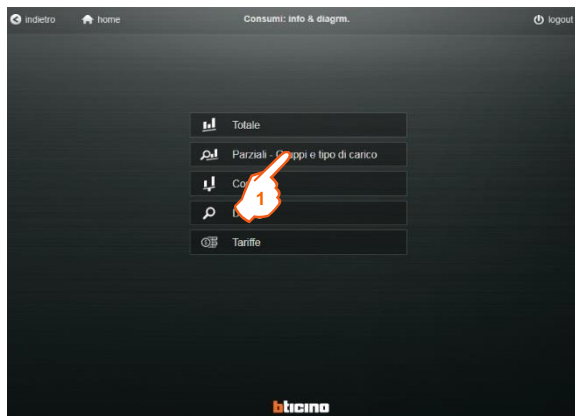 indietro home Consumi: info & diagrm. logout
Totale
Parziali - Gruppi e tipo di carico
1
Tariffe
bticino